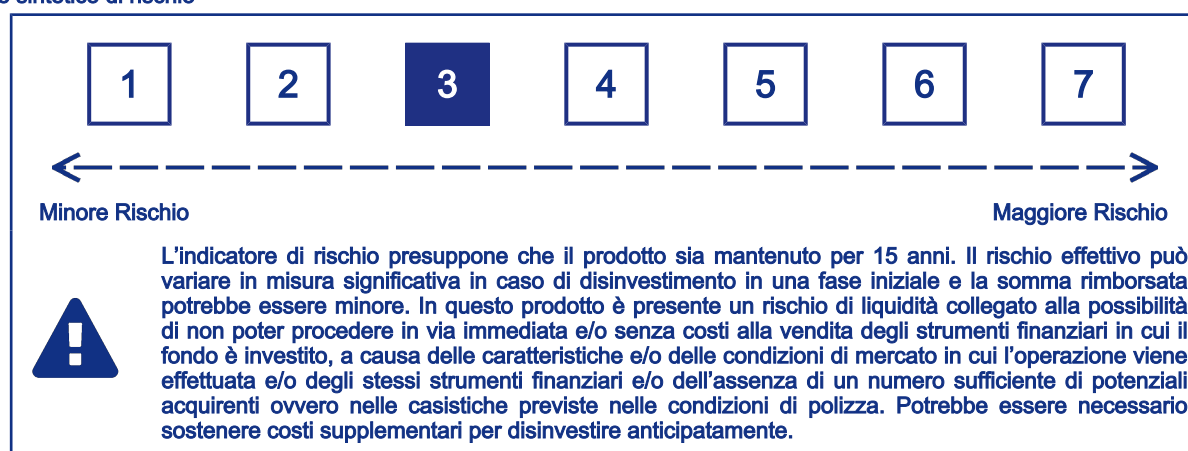 sintetico di rischio
1 2 3 4 5 6 7
Minore Rischio Maggiore Rischio
L'indicatore di rischio presuppone che il prodotto sia mantenuto per 15 anni. Il rischio effettivo può
variare in misura significativa in caso di disinvestimento in una fase iniziale e la somma rimborsata
potrebbe essere minore. In questo prodotto è presente un rischio di liquidità collegato alla possibilità
di non poter procedere in via immediata e/o senza costi alla vendita degli strumenti finanziari in cui il
fondo è investito, a causa delle caratteristiche e/o delle condizioni di mercato in cui l'operazione viene
effettuata e/o degli stessi strumenti finanziari e/o dell'assenza di un numero sufficiente di potenziali
acquirenti ovvero nelle casistiche previste nelle condizioni di polizza. Potrebbe essere necessario
sostenere costi supplementari per disinvestire anticipatamente.